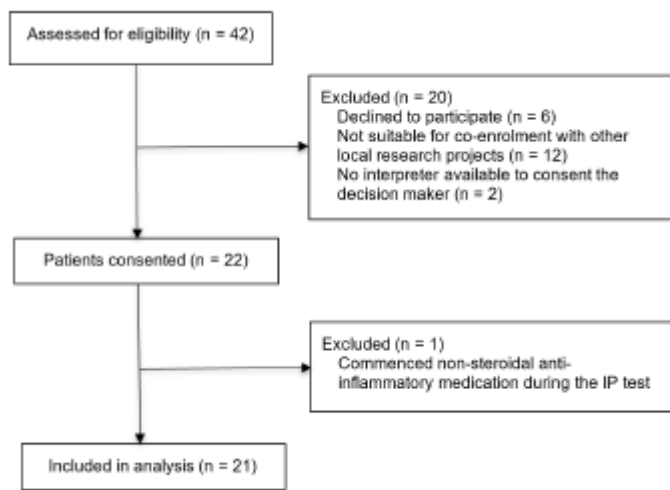 Assessed for eligibility (n = 42)
Excluded (n = 20)
Declined to participate (n = 6)
Not suitable for co-enrolment with other
local research projects (n = 12)
No interpreter available to consent the
decision maker (n = 2)
Patients consented (n = 22)
Excluded (n = 1)
Commenced non-steroidal anti-
inflammatory medication during the IP test
Included in analysis (n = 21)